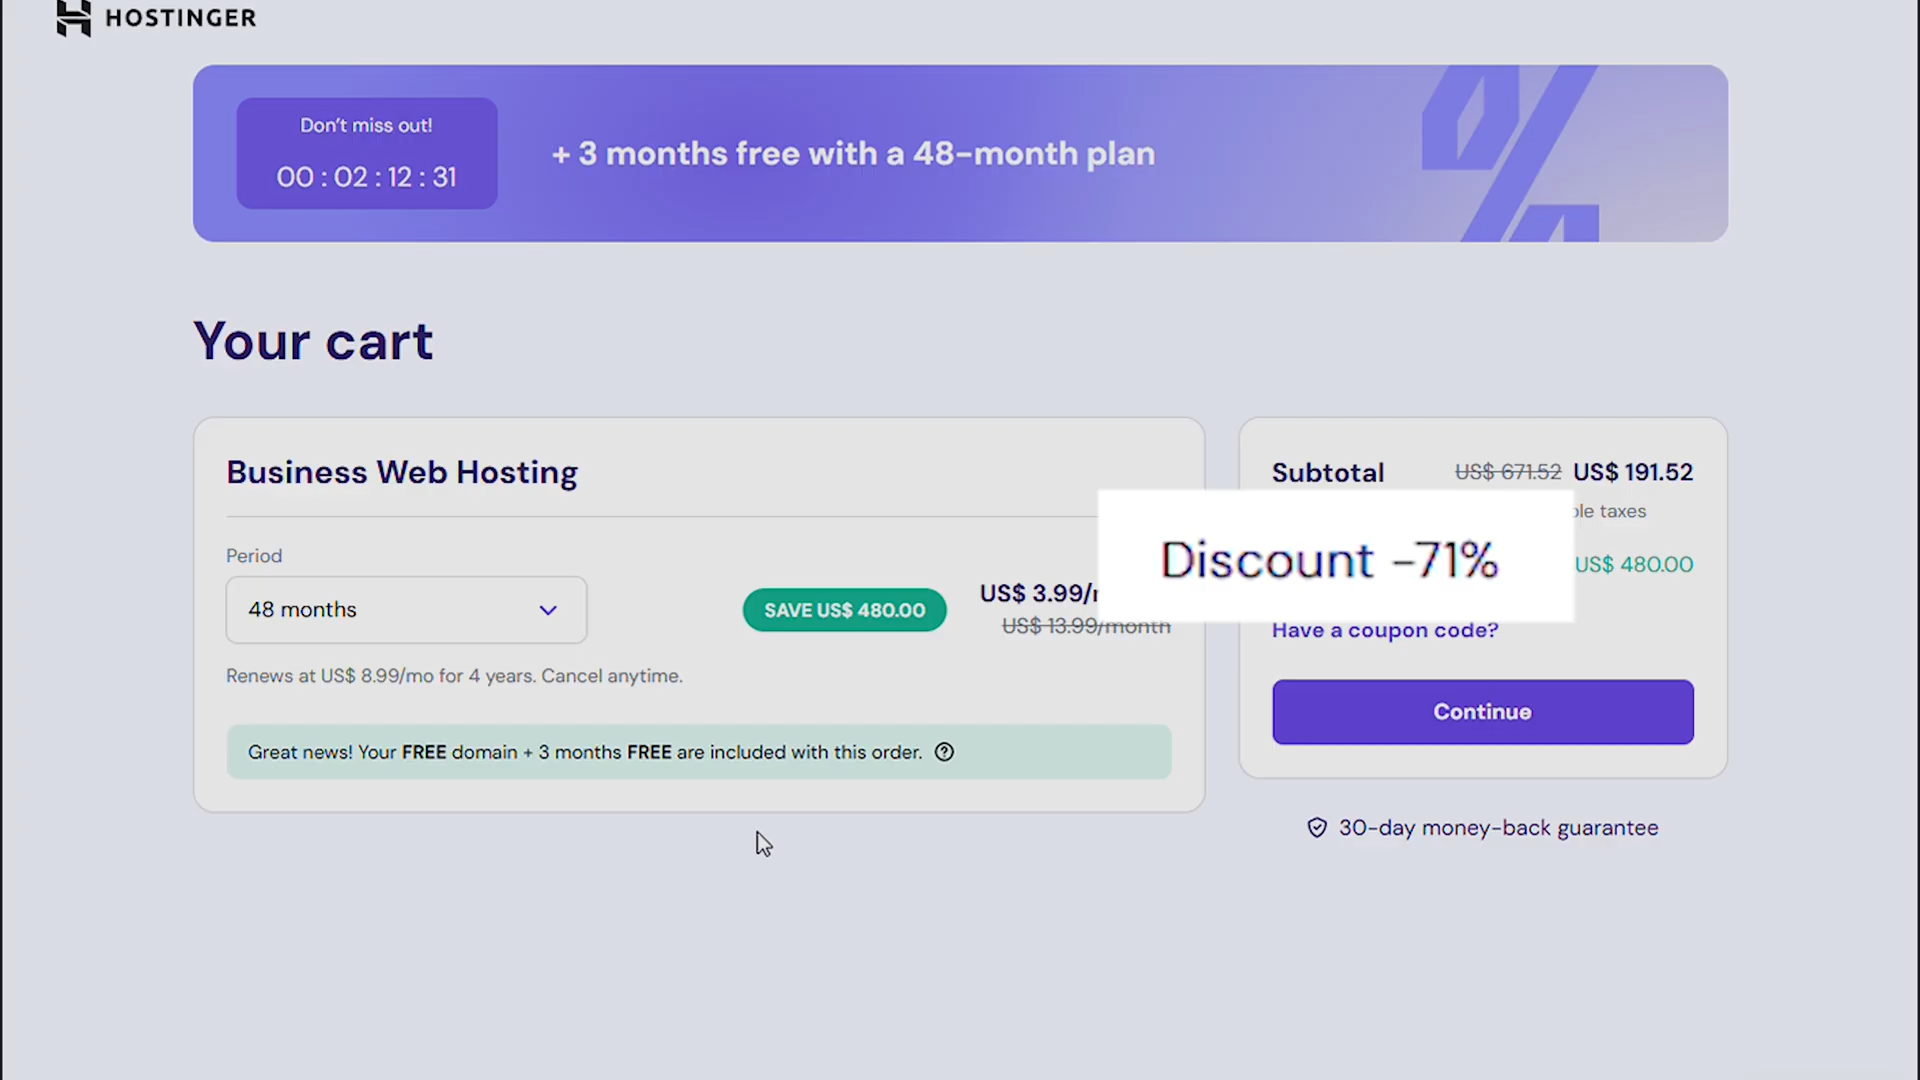 HOSTINGER
Don't miss out!
00 : 02 : 12 : 31
+ 3 months free with a 48-month plan
Your cart
Business Web Hosting
Period
48 months
SAVE US$ 480.00
US$ 3.99/
US$ 13.99/month
Renews at US$ 8.99/mo for 4 years. Cancel anytime.
Great news! Your FREE domain + 3 months FREE are included with this order.
Subtotal US$ 671.52 US$ 191.52
taxes
Discount -71%
US$ 480.00
Have a coupon code?
Continue
30-day money-back guarantee